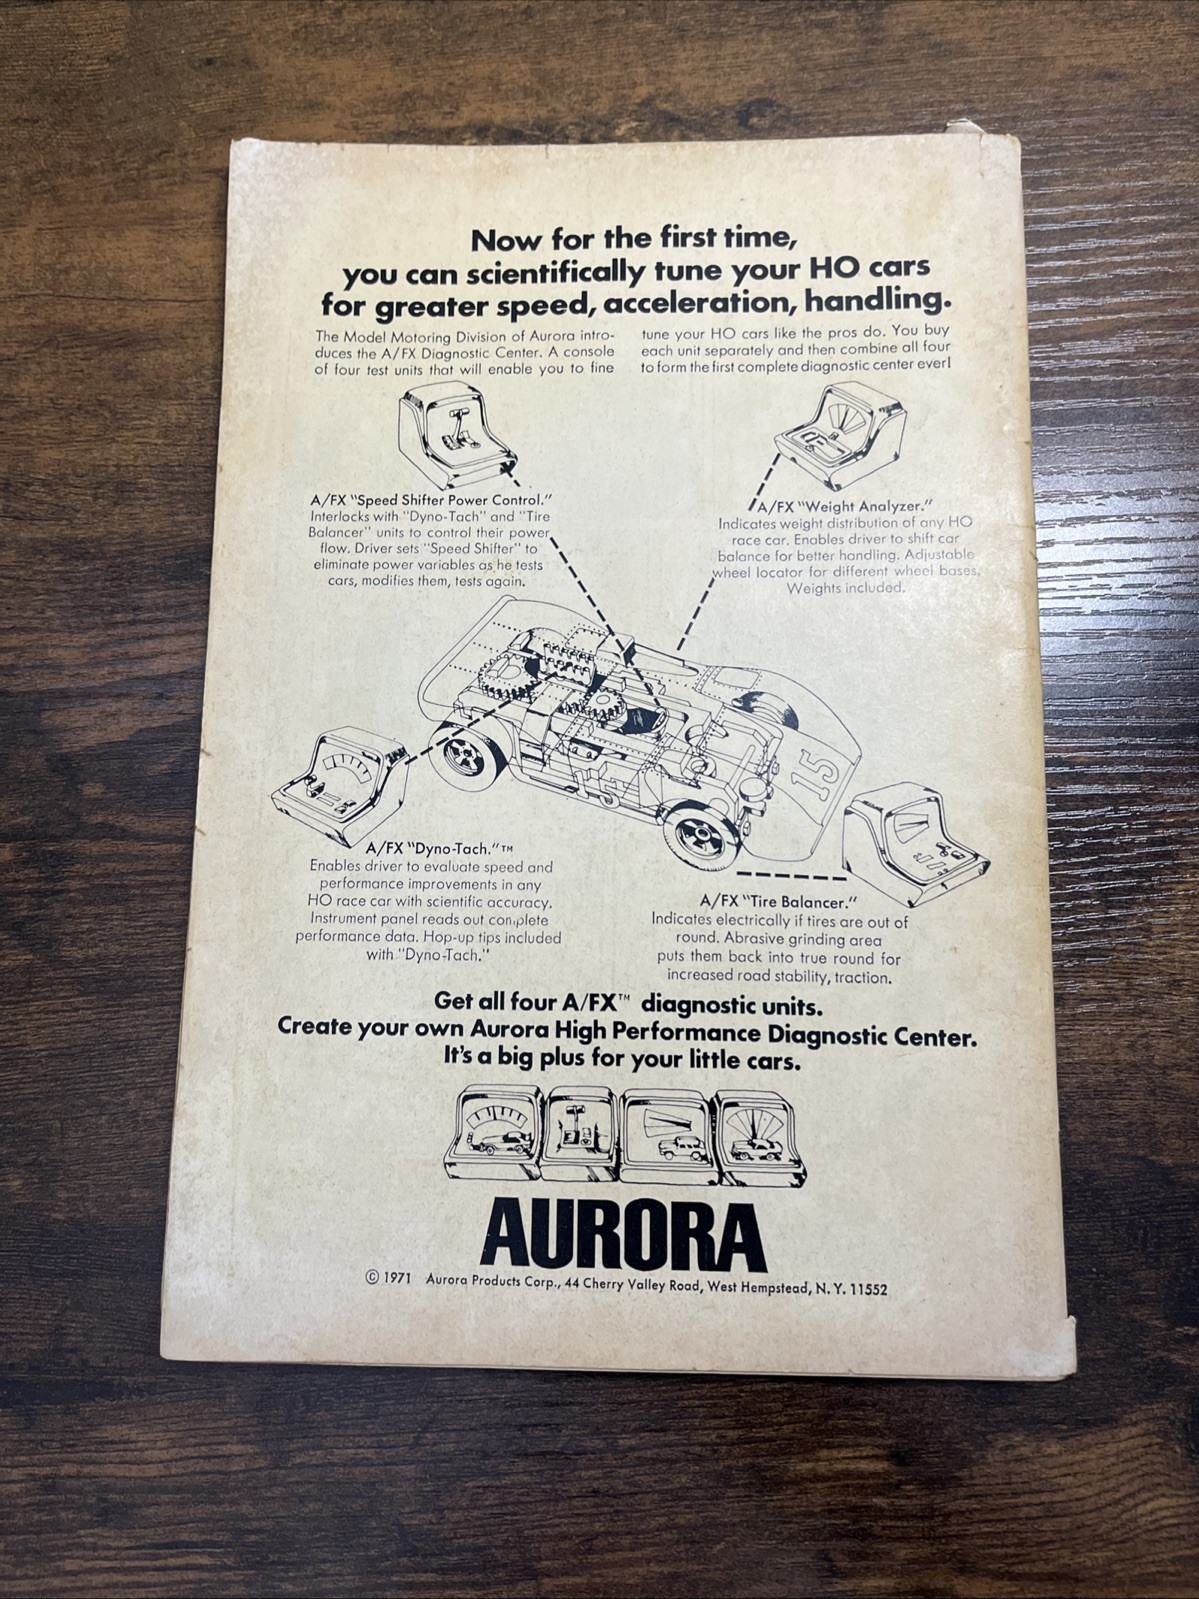 Now for the first time,
you can scientifically tune your HO cars
for greater speed, acceleration, handling.
The Model Motoring Division of Aurora intro-
duces the A/FX Diagnostic Center. A console
of four test units that will enable you to fine
tune your HO cars like the pros do. You buy
each unit separately and then combine all four
to form the first complete diagnostic center ever!
A/FX "Speed Shifter Power Control."
Interlocks with "Dyno-Tach" and "Tire
Balancer" units to control their power
flow. Driver sets "Speed Shifter" to
eliminate power variables as he tests
cars, modifies them, tests again.
A/FX "Weight Analyzer."
Indicates weight distribution of any HO
race car. Enables driver to shift car
balance for better handling. Adjustable
wheel locator for different wheel bases.
Weights included.
15
15
A/FX "Dyno-Tach."™
Enables driver to evaluate speed and
performance improvements in any
HO race car with scientific accuracy.
Instrument panel reads out complete
performance data. Hop-up tips included
with "Dyno-Tach."
A/FX "Tire Balancer."
Indicates electrically if tires are out of
round. Abrasive grinding area
puts them back into true round for
increased road stability, traction.
Get all four A/FX™ diagnostic units.
Create your own Aurora High Performance Diagnostic Center.
It's a big plus for your little cars.
AURORA
© 1971 Aurora Products Corp., 44 Cherry Valley Road, West Hempstead, N. Y. 11552